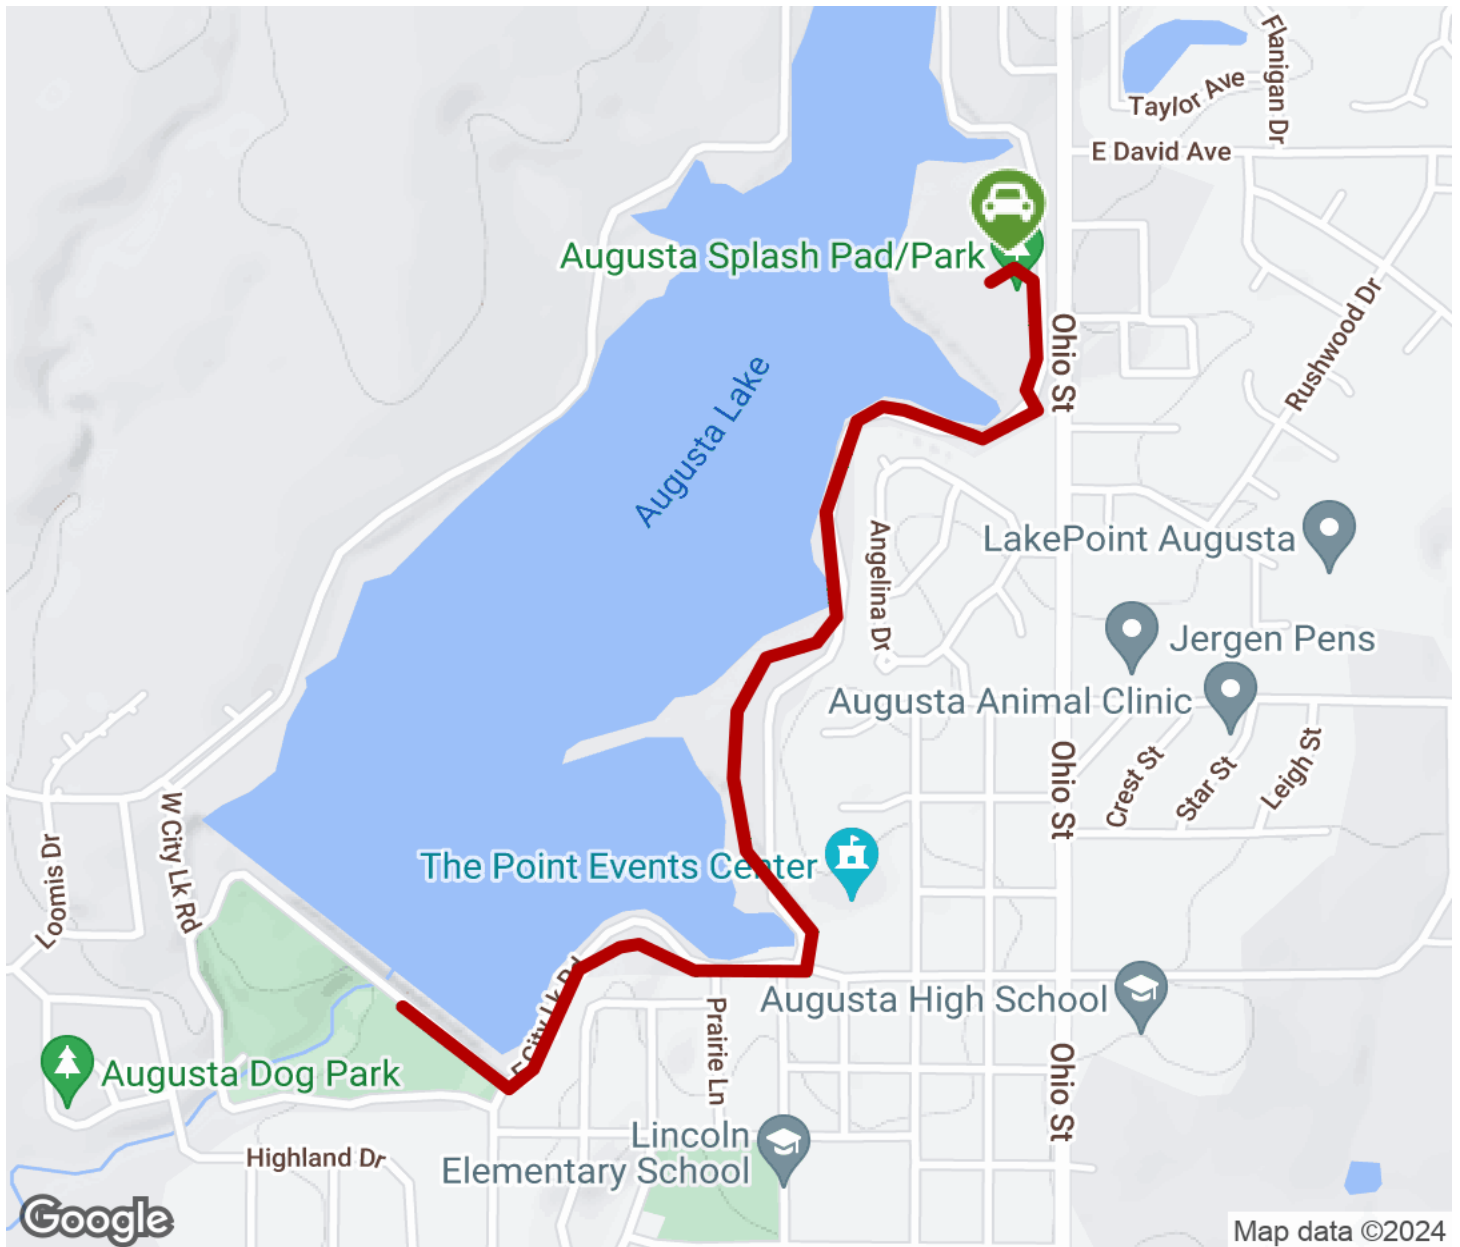 Flanigan Dr
Taylor Ave
E David Ave
Augusta Splash Pad/Park
Ohio St
Rushwood Dr
Augusta Lake
Angelina Dr
LakePoint Augusta
Jergen Pens
Augusta Animal Clinic
Ohio St
Crest St
Star St
Leigh St
W City Lk Rd
Loomis Dr
The Point Events Center
E City Lk Rd
Prairie Ln
Augusta High School
Ohio St
Augusta Dog Park
Lincoln
Elementary School
Highland Dr
Google
Map data ©2024